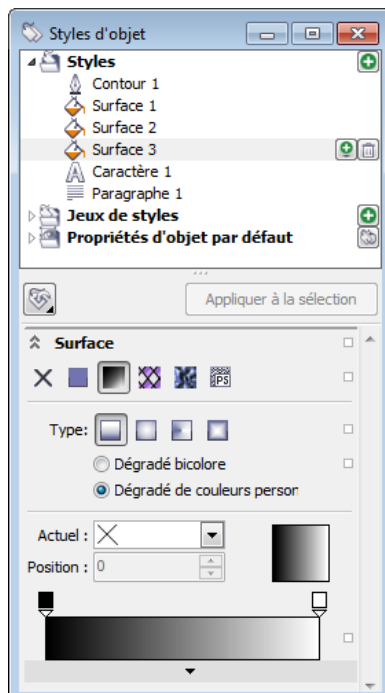 Styles d'objet
Styles
Contour 1
Surface 1
Surface 2
Surface 3
Caractère 1
Paragraphe 1
Jeux de styles
Propriétés d'objet par défaut
Appliquer à la sélection
Surface
PS
Type:
Dégradé bicolore
Dégradé de couleurs person
Actuel :
Position : 0